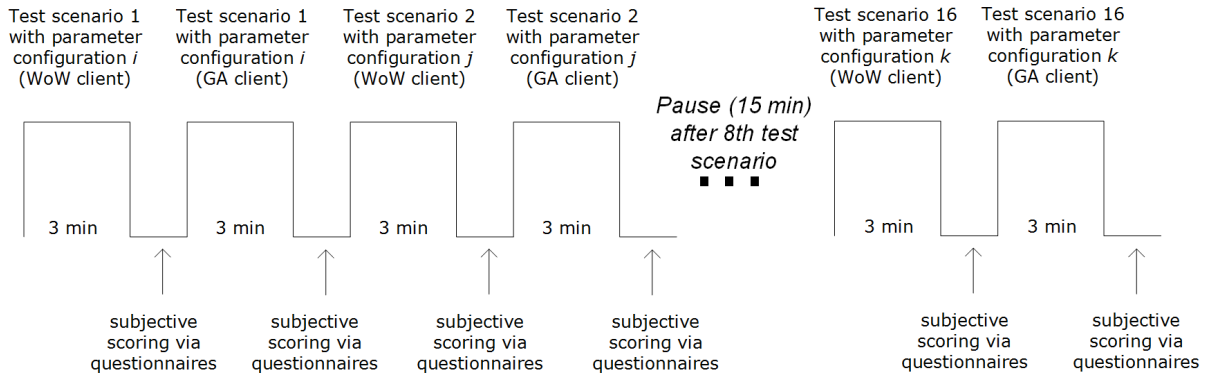 Test scenario 1
with parameter
configuration i
(WoW client)
Test scenario 1
with parameter
configuration i
(GA client)
Test scenario 2
with parameter
configuration j
(WoW client)
Test scenario 2
with parameter
configuration j
(GA client)
Pause (15 min)
after 8th test
scenario
Test scenario 16
with parameter
configuration k
(WoW client)
Test scenario 16
with parameter
configuration k
(GA client)
3 min
3 min
3 min
3 min
3 min
3 min
subjective
scoring via
questionnaires
subjective
scoring via
questionnaires
subjective
scoring via
questionnaires
subjective
scoring via
questionnaires
subjective
scoring via
questionnaires
subjective
scoring via
questionnaires